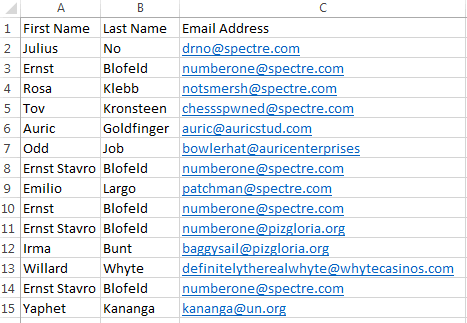 A B C
1 First Name Last Name Email Address
2 Julius No drno@spectre.com
3 Ernst Blofeld numberone@spectre.com
4 Rosa Klebb notsmersh@spectre.com
5 Tov Kronsteen chessspwned@spectre.com
6 Auric Goldfinger auric@auricstud.com
7 Odd Job bowlerhat@auricenterprises
8 Ernst Stavro Blofeld numberone@spectre.com
9 Emilio Largo patchman@spectre.com
10 Ernst Blofeld numberone@spectre.com
11 Ernst Stavro Blofeld numberone@pizgloria.org
12 Irma Bunt baggysail@pizgloria.org
13 Willard Whyte definitelytherealwhyte@whytecasinos.com
14 Ernst Stavro Blofeld numberone@spectre.com
15 Yaphet Kananga kananga@un.org